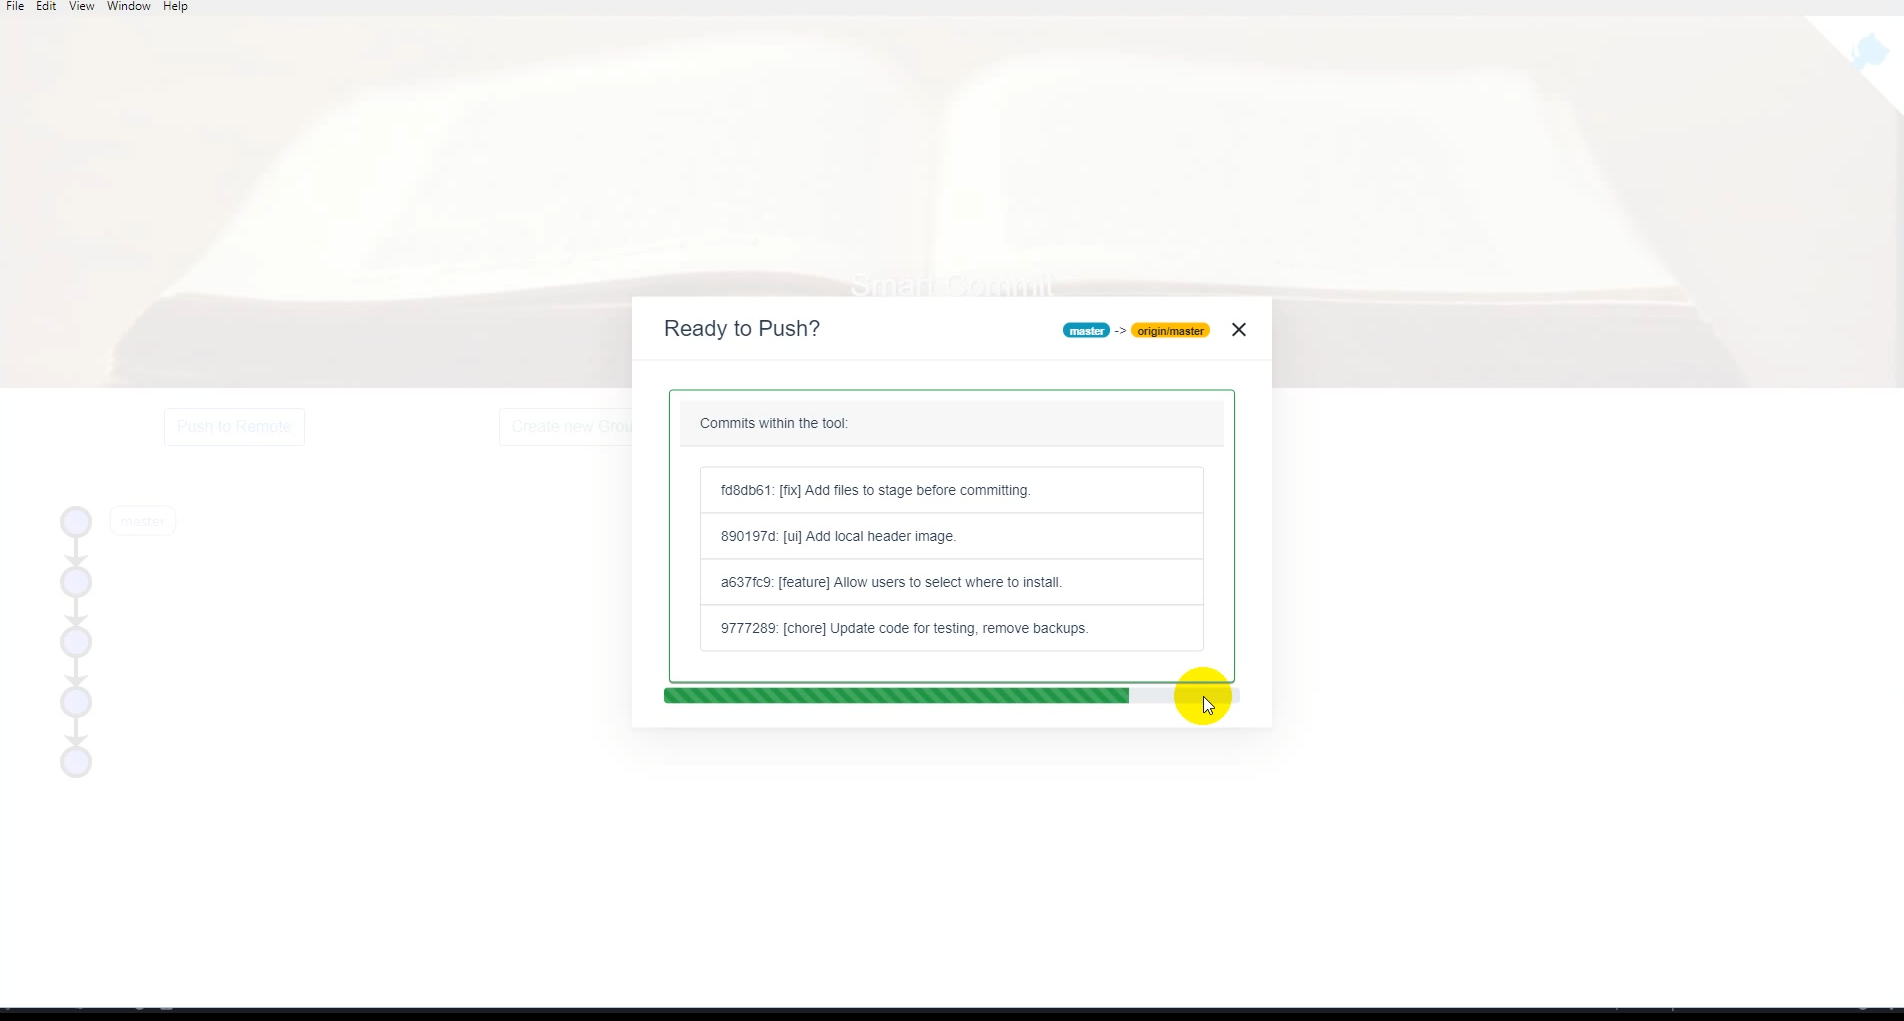 File Edit View Window Help
Smart Commit
Ready to Push?
master -> origin/master
Commits within the tool:
Push to Remote
Create new Grou
fd8db61: [fix] Add files to stage before committing.
master
890197d: [ui] Add local header image.
a637fc9: [feature] Allow users to select where to install.
9777289: [chore] Update code for testing, remove backups.